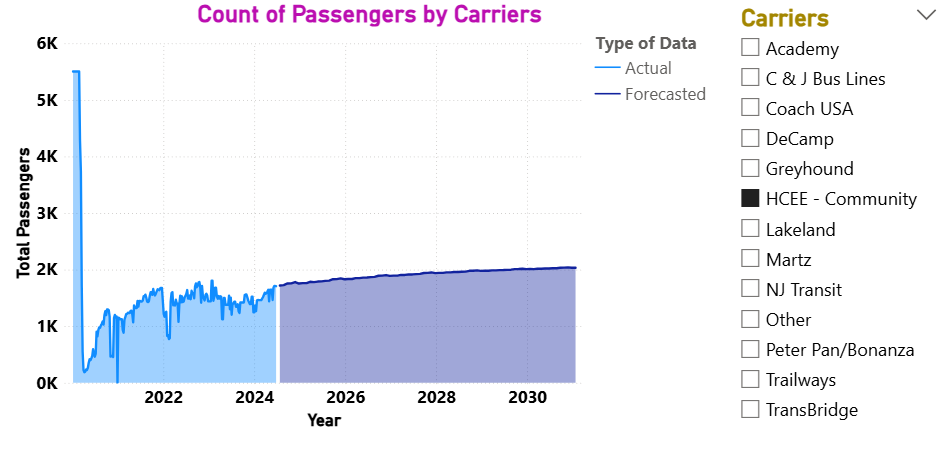 Count of Passengers by Carriers
Total Passengers
6K
5K
4K
3K
2K
1K
0K
2022
2024
2026
2028
2030
Year
Type of Data
Actual
Forecasted
Carriers
Academy
C & J Bus Lines
Coach USA
DeCamp
Greyhound
HCEE - Community
Lakeland
Martz
NJ Transit
Other
Peter Pan/Bonanza
Trailways
TransBridge